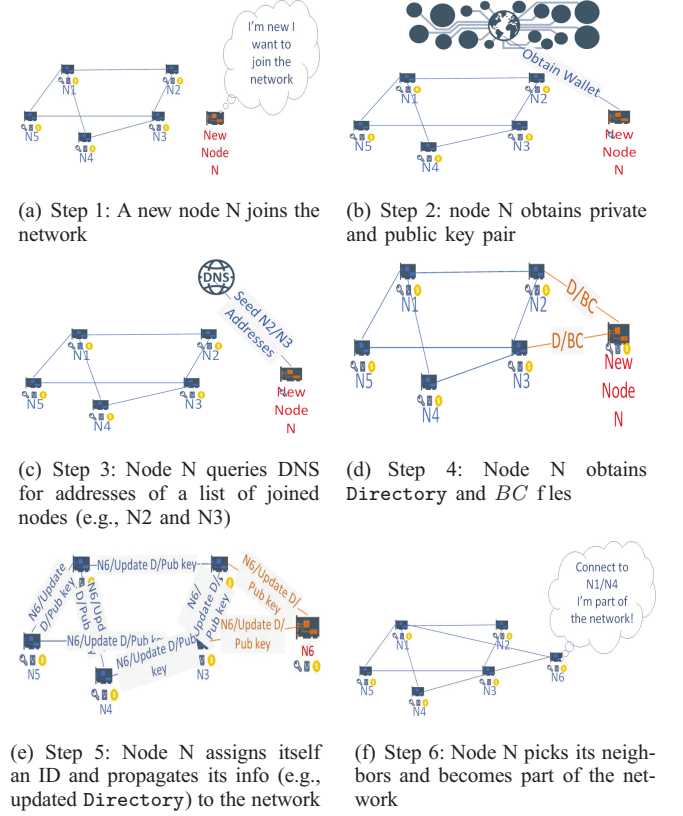 I'm new I
want to
join the
network
N1
N2
N5
N3
N4
New
Node
N
(a) Step 1: A new node N joins the
network
Obtain Wallet
N1
N2
N5
N3
N4
New
Node
N
(b) Step 2: node N obtains private
and public key pair
DNS
Seed N2/N3
Addresses
N1
N2
N5
N3
N4
New
Node
N
(c) Step 3: Node N queries DNS
for addresses of a list of joined
nodes (e.g., N2 and N3)
D/BC
D/BC
N1
N2
N5
N3
N4
New
Node
N
(d) Step 4: Node N obtains
Directory and BC f les
N6/Update D/Pub key
N6/Update
D/Pub key
N6/Upd
D/Pub
N6/
Update D/
Pub key
N6/Update D/
Pub key
N6/Update D/Pub key
N6/Update D/Pub
key
N6/Update D/
Pub key
N5
N4
N3
N6
(e) Step 5: Node N assigns itself
an ID and propagates its info (e.g.,
updated Directory) to the network
Connect to
N1/N4
I'm part of
the network!
N1
N2
N6
N5
N3
N4
(f) Step 6: Node N picks its neigh-
bors and becomes part of the net-
work